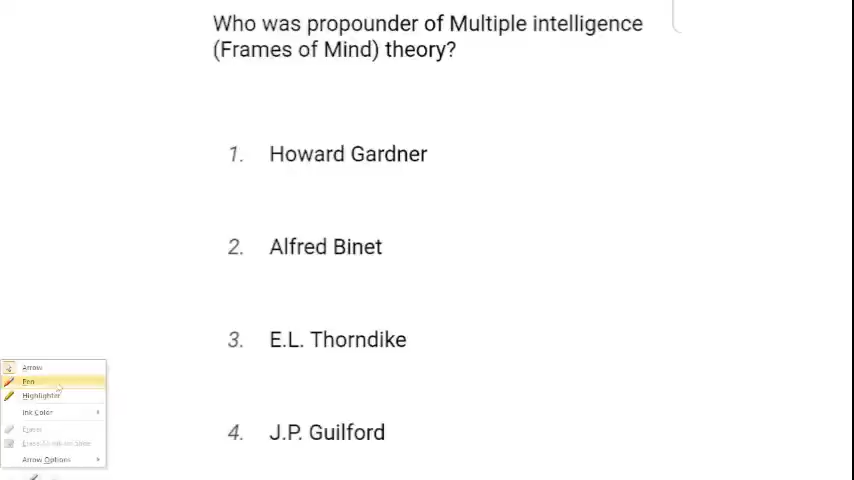 Who was propounder of Multiple intelligence
(Frames of Mind) theory?
1. Howard Gardner
2. Alfred Binet
3. E.L. Thorndike
4. J.P. Guilford
Arrow
Pen
Highlighter
Ink Color
Eraser
Arrow Options